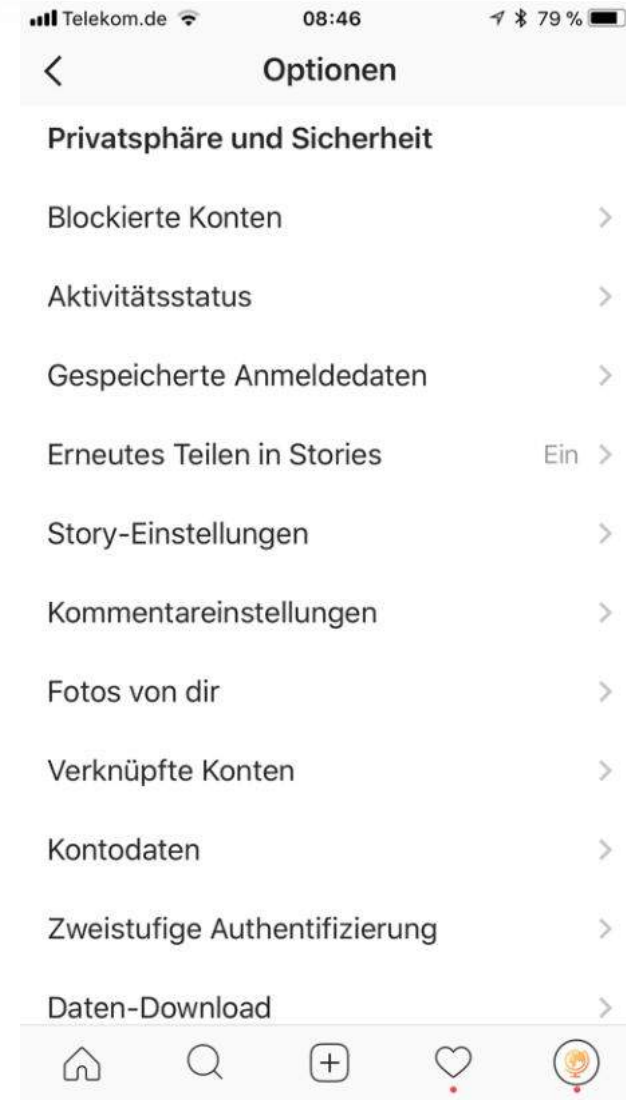 Telekom.de 08:46 79 %
Optionen
Privatsphäre und Sicherheit
Blockierte Konten
Aktivitätsstatus
Gespeicherte Anmeldedaten
Erneutes Teilen in Stories Ein
Story-Einstellungen
Kommentareinstellungen
Fotos von dir
Verknüpfte Konten
Kontodaten
Zweistufige Authentifizierung
Daten-Download